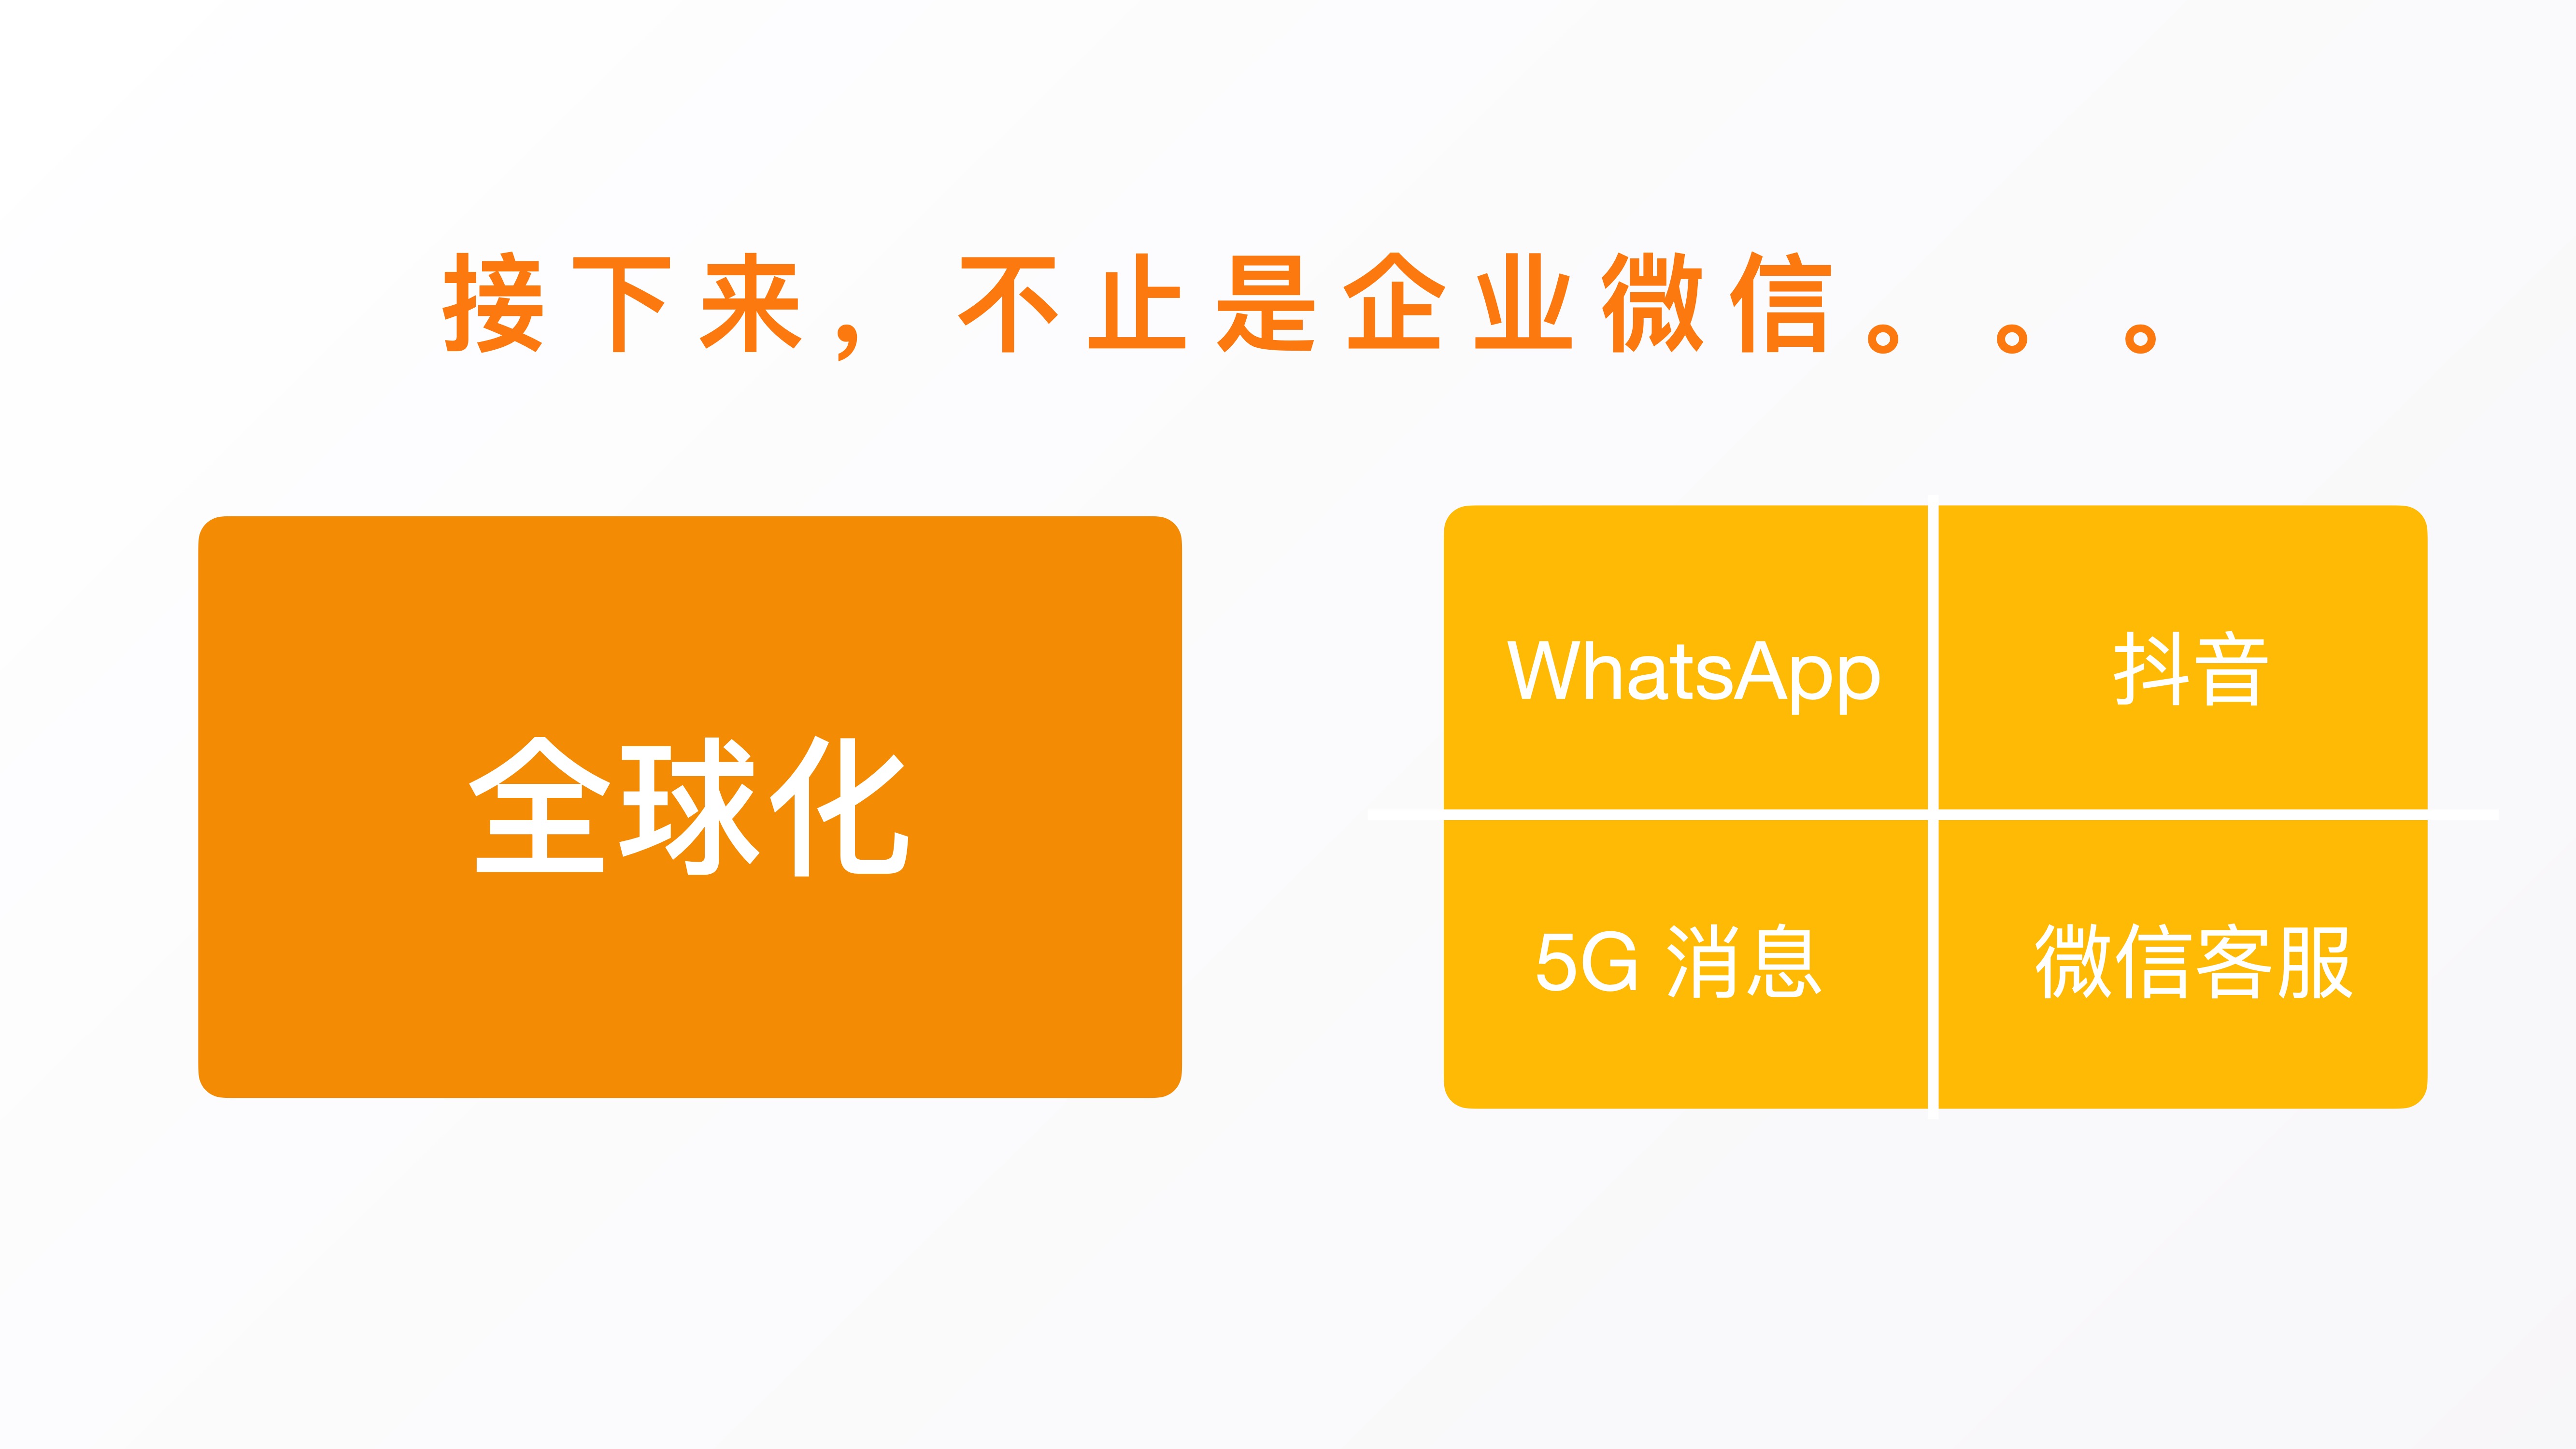 接下来，不止是企业微信。。。
全球化
WhatsApp
抖音
5G 消息
微信客服